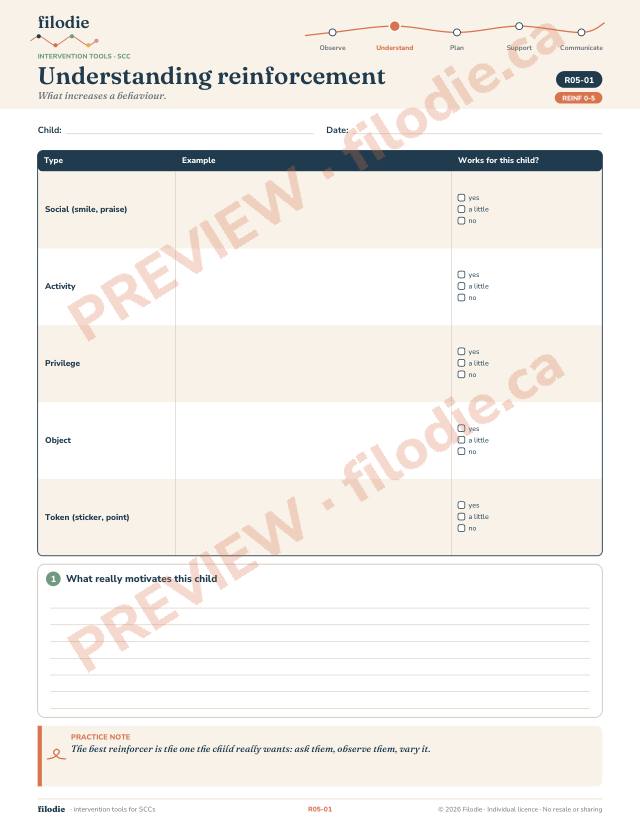 filodie
INTERVENTION TOOLS · SCC
Observe
Understand
Plan
Support
Communicate
Understanding reinforcement
What increases a behaviour.
R05-01
REINF 0-5
Child:
Date:
Type
Example
Works for this child?
Social (smile, praise)
yes
a little
no
Activity
yes
a little
no
Privilege
yes
a little
no
Object
yes
a little
no
Token (sticker, point)
yes
a little
no
1 What really motivates this child
PRACTICE NOTE
The best reinforcer is the one the child really wants: ask them, observe them, vary it.
filodie · intervention tools for SCCs
R05-01
© 2026 Filodie · Individual licence · No resale or sharing
PREVIEW · filodie.ca
PREVIEW · filodie.ca